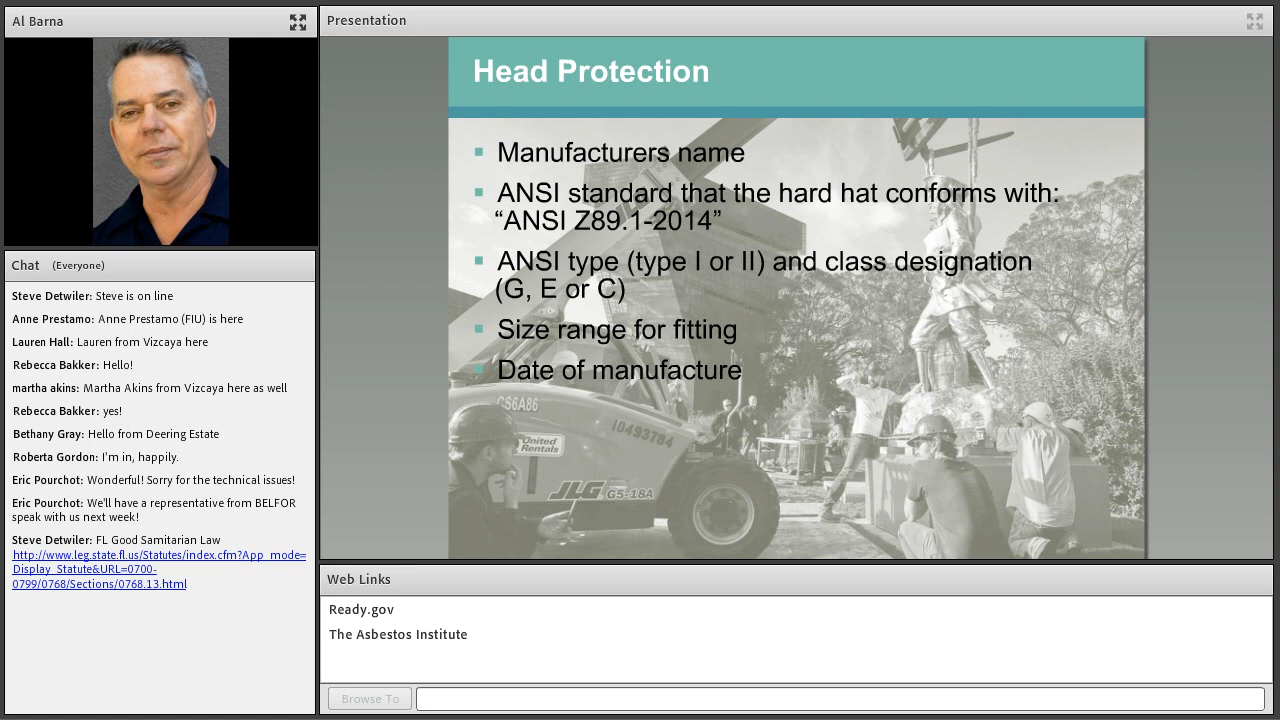 Al Barna
Presentation
Head Protection
Manufacturers name
ANSI standard that the hard hat conforms with:
“ANSI Z89.1-2014”
ANSI type (type I or II) and class designation
(G, E or C)
Size range for fitting
Date of manufacture
CS6A86
10493784
United
Rentals
JLG G5-18A
Chat (Everyone)
Steve Detwiler: Steve is on line
Anne Prestamo: Anne Prestamo (FIU) is here
Lauren Hall: Lauren from Vizcaya here
Rebecca Bakker: Hello!
martha akins: Martha Akins from Vizcaya here as well
Rebecca Bakker: yes!
Bethany Gray: Hello from Deering Estate
Roberta Gordon: I'm in, happily.
Eric Pourchot: Wonderful! Sorry for the technical issues!
Eric Pourchot: We'll have a representative from BELFOR
speak with us next week!
Steve Detwiler: FL Good Samitarian Law
http://www.leg.state.fl.us/Statutes/index.cfm?App_mode=
Display_Statute&URL=0700-
0799/0768/Sections/0768.13.html
Web Links
Ready.gov
The Asbestos Institute
Browse To